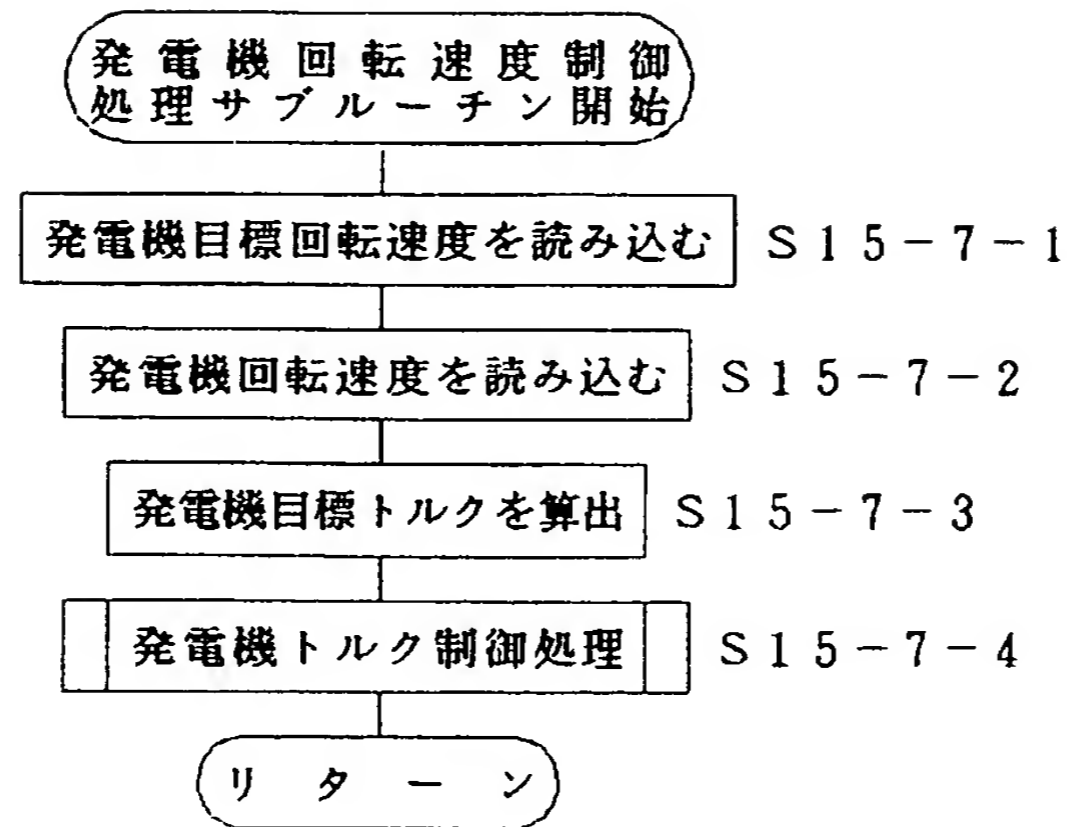 発電機回転速度制御
処理サブルーチン開始
発電機目標回転速度を読み込む S15-7-1
発電機回転速度を読み込む S15-7-2
発電機目標トルクを算出 S15-7-3
発電機トルク制御処理 S15-7-4
リターン